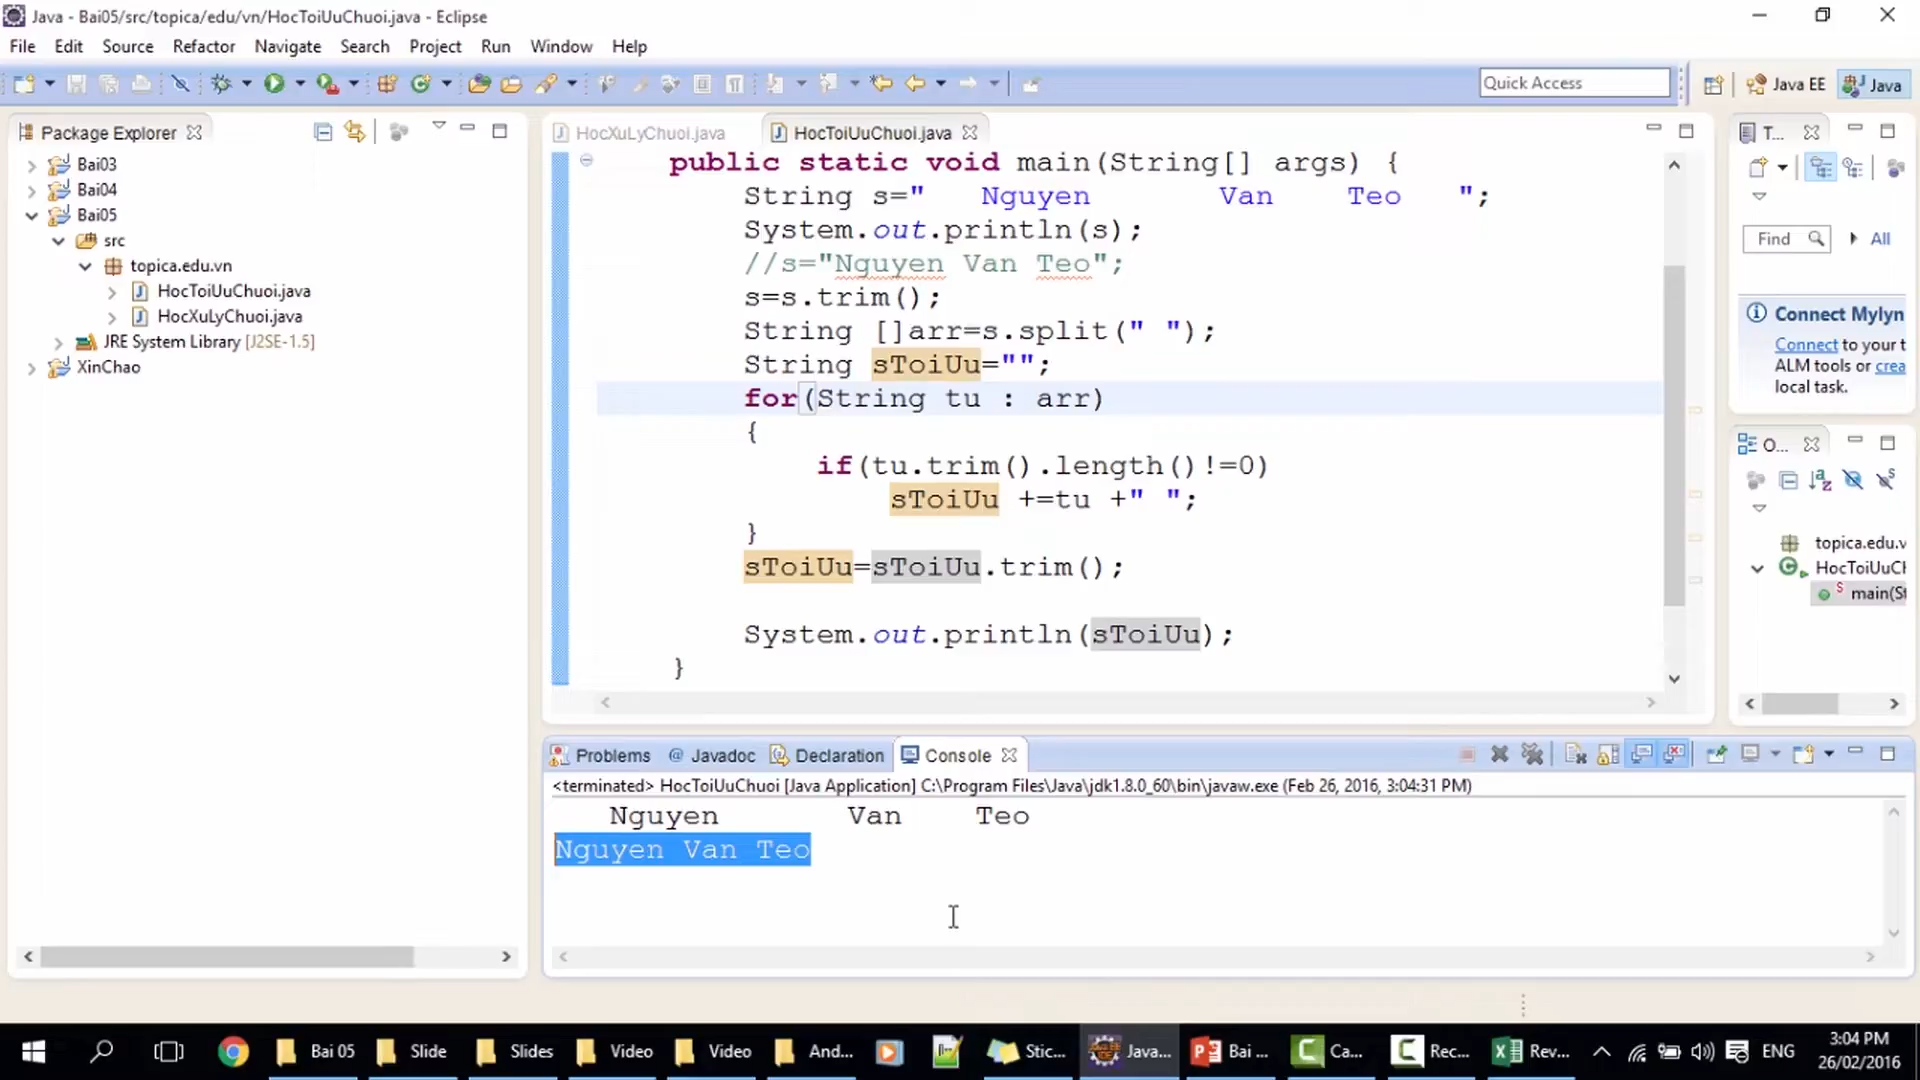 Java - Bai05/src/topica/edu/vn/HocToiUuChuoi.java - Eclipse
File Edit Source Refactor Navigate Search Project Run Window Help
Quick Access
Java EE
Java
Package Explorer
Bai03
Bai04
Bai05
src
topica.edu.vn
HocToiUuChuoi.java
HocXuLyChuoi.java
JRE System Library [J2SE-1.5]
XinChao
HocXuLyChuoi.java
HocToiUuChuoi.java
public static void main(String[] args) {
String s="   Nguyen       Van    Teo   ";
System.out.println(s);
//s="Nguyen Van Teo";
s=s.trim();
String []arr=s.split(" ");
String sToiUu="";
for(String tu : arr)
{
if(tu.trim().length()!=0)
sToiUu +=tu +" ";
}
sToiUu=sToiUu.trim();
System.out.println(sToiUu);
}
T...
Find
All
Connect Mylyn
Connect to your t
ALM tools or crea
local task.
O...
topica.edu.v
HocToiUuCh
main(St
Problems @ Javadoc Declaration Console
<terminated> HocToiUuChuoi [Java Application] C:\Program Files\Java\jdk1.8.0_60\bin\javaw.exe (Feb 26, 2016, 3:04:31 PM)
Nguyen       Van    Teo
Nguyen Van Teo
Bai 05
Slide
Slides
Video
Video
And...
Stic...
Java...
Bai ...
Ca...
Rec...
Rev...
ENG
3:04 PM
26/02/2016